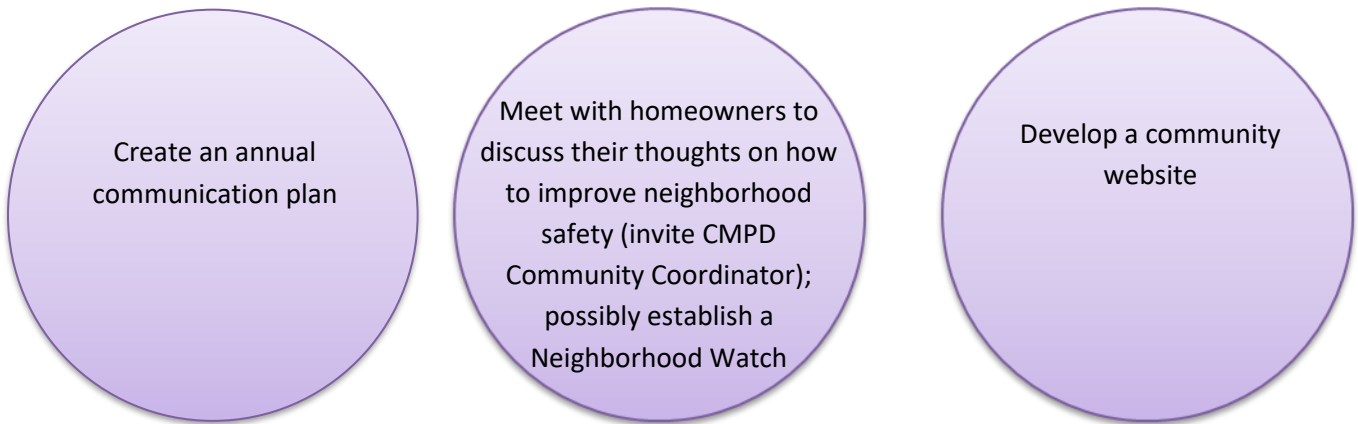 Create an annual
communication plan
Meet with homeowners to
discuss their thoughts on how
to improve neighborhood
safety (invite CMPD
Community Coordinator);
possibly establish a
Neighborhood Watch
Develop a community
website